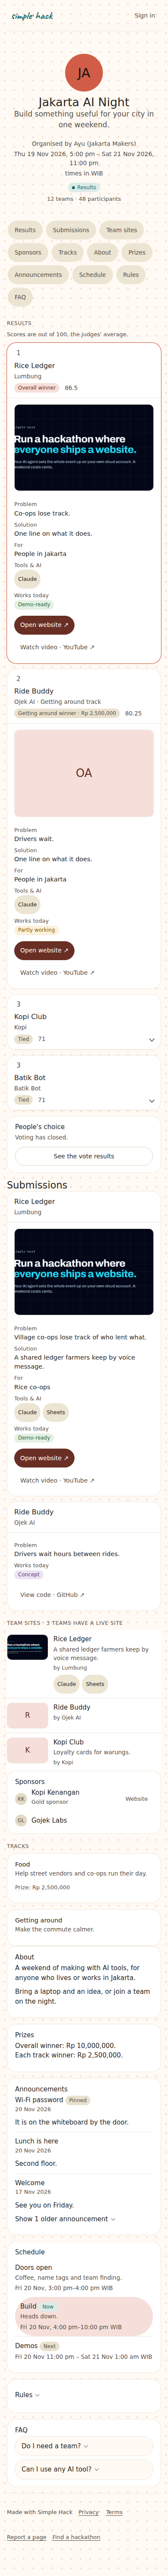 simple hack
Sign in
JA
Jakarta AI Night
Build something useful for your city in
one weekend.
Organised by Ayu (Jakarta Makers)
Thu 19 Nov 2026, 5:00 pm – Sat 21 Nov 2026,
11:00 pm
times in WIB
Results
12 teams · 48 participants
Results
Submissions
Team sites
Sponsors
Tracks
About
Prizes
Announcements
Schedule
Rules
FAQ
RESULTS
Scores are out of 100, the judges' average.
1
Rice Ledger
Lumbung
Overall winner
86.5
Run a hackathon where
everyone ships a website.
Problem
Co-ops lose track.
Solution
One line on what it does.
For
People in Jakarta
Tools & AI
Claude
Works today
Demo-ready
Open website ↗
Watch video · YouTube ↗
2
Ride Buddy
Ojek AI · Getting around track
Getting around winner · Rp 2,500,000
80.25
OA
Problem
Drivers wait.
Solution
One line on what it does.
For
People in Jakarta
Tools & AI
Claude
Works today
Partly working
Open website ↗
Watch video · YouTube ↗
3
Kopi Club
Kopi
Tied
71
3
Batik Bot
Batik Bot
Tied
71
People's choice
Voting has closed.
See the vote results
Submissions
Rice Ledger
Lumbung
Run a hackathon where
everyone ships a website.
Problem
Village co-ops lose track of who lent what.
Solution
A shared ledger farmers keep by voice
message.
For
Rice co-ops
Tools & AI
Claude
Sheets
Works today
Demo-ready
Open website ↗
Watch video · YouTube ↗
Ride Buddy
Ojek AI
Problem
Drivers wait hours between rides.
Works today
Concept
View code · GitHub ↗
TEAM SITES · 3 TEAMS HAVE A LIVE SITE
Rice Ledger
A shared ledger farmers keep by
voice message.
by Lumbung
Claude
Sheets
R
Ride Buddy
by Ojek AI
K
Kopi Club
Loyalty cards for warungs.
by Kopi
Sponsors
KK
Kopi Kenangan
Gold sponsor
Website
GL
Gojek Labs
TRACKS
Food
Help street vendors and co-ops run their day.
Prize: Rp 2,500,000
Getting around
Make the commute calmer.
About
A weekend of making with AI tools, for
anyone who lives or works in Jakarta.
Bring a laptop and an idea, or join a team
on the night.
Prizes
Overall winner: Rp 10,000,000.
Each track winner: Rp 2,500,000.
Announcements
Wi-Fi password
Pinned
20 Nov 2026
It is on the whiteboard by the door.
Lunch is here
20 Nov 2026
Second floor.
Welcome
17 Nov 2026
See you on Friday.
Show 1 older announcement
Schedule
Doors open
Coffee, name tags and team finding.
Fri 20 Nov, 3:00 pm–4:00 pm WIB
Build
Now
Heads down.
Fri 20 Nov, 4:00 pm–10:00 pm WIB
Demos
Next
Fri 20 Nov 11:00 pm – Sat 21 Nov 1:00 am WIB
Rules
FAQ
Do I need a team?
Can I use any AI tool?
Made with Simple Hack
Privacy
Terms
Report a page
Find a hackathon